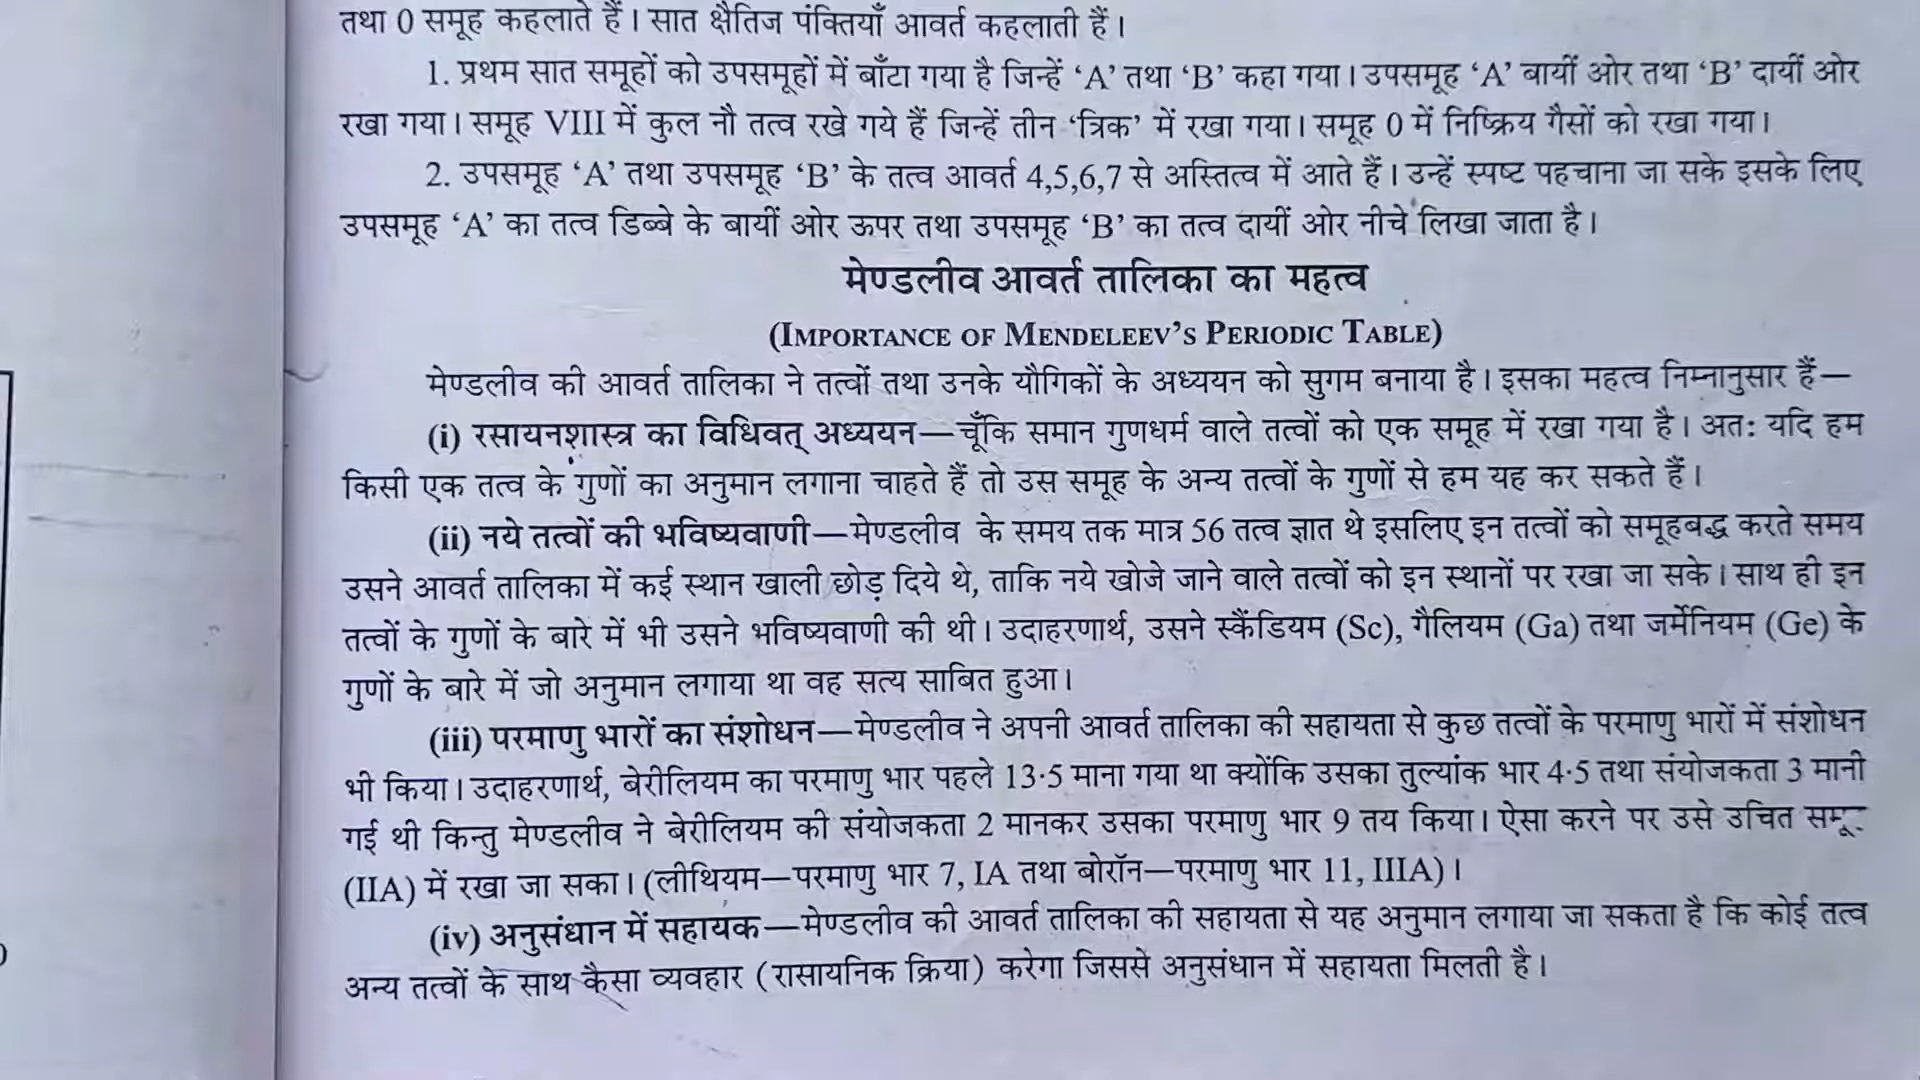 तथा 0 समूह कहलाते हैं। सात क्षैतिज पंक्तियाँ आवर्त कहलाती हैं।
1. प्रथम सात समूहों को उपसमूहों में बाँटा गया है जिन्हें ‘A’ तथा ‘B’ कहा गया। उपसमूह ‘A’ बायीं ओर तथा ‘B’ दायीं ओर
रखा गया। समूह VIII में कुल नौ तत्व रखे गये हैं जिन्हें तीन ‘त्रिक’ में रखा गया। समूह 0 में निष्क्रिय गैसों को रखा गया।
2. उपसमूह ‘A’ तथा उपसमूह ‘B’ के तत्व आवर्त 4,5,6,7 से अस्तित्व में आते हैं। उन्हें स्पष्ट पहचाना जा सके इसके लिए
उपसमूह ‘A’ का तत्व डिब्बे के बायीं ओर ऊपर तथा उपसमूह ‘B’ का तत्व दायीं ओर नीचे लिखा जाता है।
मेण्डलीव आवर्त तालिका का महत्व
(IMPORTANCE OF MENDELEEV’S PERIODIC TABLE)
मेण्डलीव की आवर्त तालिका ने तत्वों तथा उनके यौगिकों के अध्ययन को सुगम बनाया है। इसका महत्व निम्नानुसार हैं—
(i) रसायनशास्त्र का विधिवत् अध्ययन—चूँकि समान गुणधर्म वाले तत्वों को एक समूह में रखा गया है। अतः यदि हम
किसी एक तत्व के गुणों का अनुमान लगाना चाहते हैं तो उस समूह के अन्य तत्वों के गुणों से हम यह कर सकते हैं।
(ii) नये तत्वों की भविष्यवाणी—मेण्डलीव के समय तक मात्र 56 तत्व ज्ञात थे इसलिए इन तत्वों को समूहबद्ध करते समय
उसने आवर्त तालिका में कई स्थान खाली छोड़ दिये थे, ताकि नये खोजे जाने वाले तत्वों को इन स्थानों पर रखा जा सके। साथ ही इन
तत्वों के गुणों के बारे में भी उसने भविष्यवाणी की थी। उदाहरणार्थ, उसने स्कैंडियम (Sc), गैलियम (Ga) तथा जर्मेनियम (Ge) के
गुणों के बारे में जो अनुमान लगाया था वह सत्य साबित हुआ।
(iii) परमाणु भारों का संशोधन—मेण्डलीव ने अपनी आवर्त तालिका की सहायता से कुछ तत्वों के परमाणु भारों में संशोधन
भी किया। उदाहरणार्थ, बेरीलियम का परमाणु भार पहले 13·5 माना गया था क्योंकि उसका तुल्यांक भार 4·5 तथा संयोजकता 3 मानी
गई थी किन्तु मेण्डलीव ने बेरीलियम की संयोजकता 2 मानकर उसका परमाणु भार 9 तय किया। ऐसा करने पर उसे उचित
(IIA) में रखा जा सका। (लीथियम—परमाणु भार 7, IA तथा बोरॉन—परमाणु भार 11, IIIA)।
(iv) अनुसंधान में सहायक—मेण्डलीव की आवर्त तालिका की सहायता से यह अनुमान लगाया जा सकता है कि कोई तत्व
अन्य तत्वों के साथ कैसा व्यवहार (रासायनिक क्रिया) करेगा जिससे अनुसंधान में सहायता मिलती है।